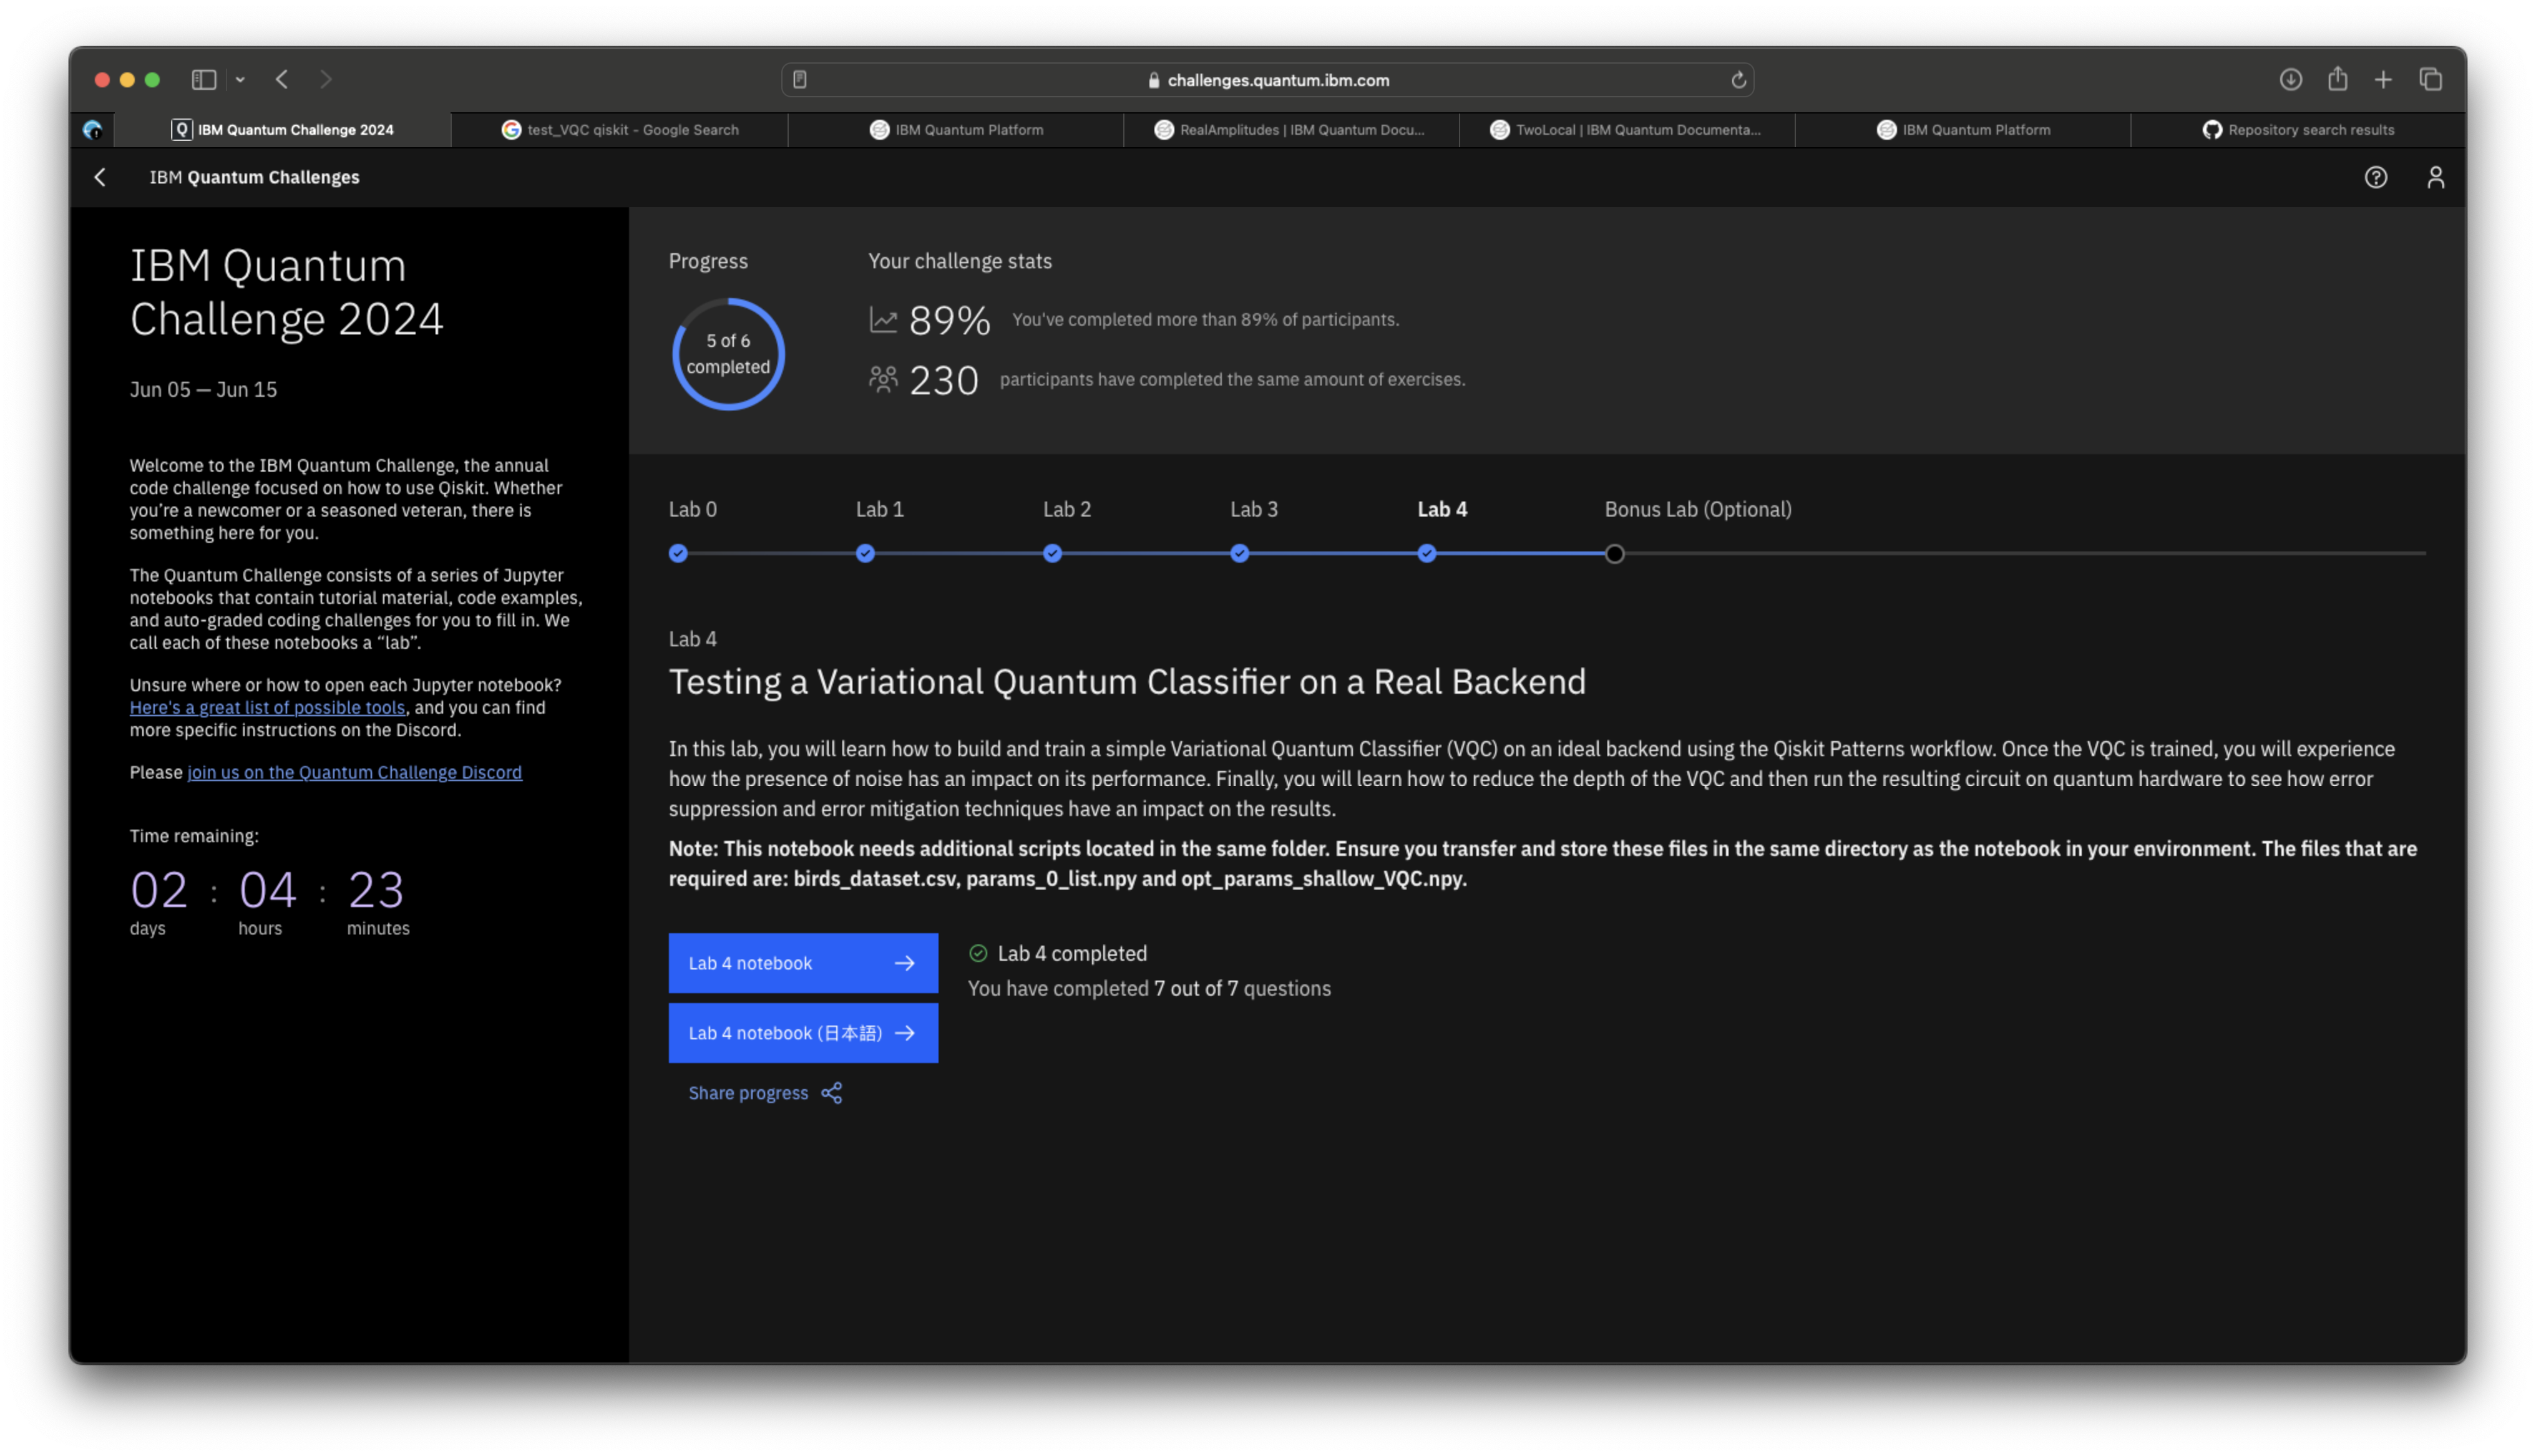 challenges.quantum.ibm.com
IBM Quantum Challenge 2024
test_VQC qiskit - Google Search
IBM Quantum Platform
RealAmplitudes | IBM Quantum Docu...
TwoLocal | IBM Quantum Documenta...
IBM Quantum Platform
Repository search results
IBM Quantum Challenges
IBM Quantum
Challenge 2024
Jun 05 — Jun 15
Welcome to the IBM Quantum Challenge, the annual
code challenge focused on how to use Qiskit. Whether
you're a newcomer or a seasoned veteran, there is
something here for you.
The Quantum Challenge consists of a series of Jupyter
notebooks that contain tutorial material, code examples,
and auto-graded coding challenges for you to fill in. We
call each of these notebooks a “lab”.
Unsure where or how to open each Jupyter notebook?
Here's a great list of possible tools, and you can find
more specific instructions on the Discord.
Please join us on the Quantum Challenge Discord
Time remaining:
02 : 04 : 23
days hours minutes
Progress
5 of 6
completed
Your challenge stats
89% You've completed more than 89% of participants.
230 participants have completed the same amount of exercises.
Lab 0
Lab 1
Lab 2
Lab 3
Lab 4
Bonus Lab (Optional)
Lab 4
Testing a Variational Quantum Classifier on a Real Backend
In this lab, you will learn how to build and train a simple Variational Quantum Classifier (VQC) on an ideal backend using the Qiskit Patterns workflow. Once the VQC is trained, you will experience
how the presence of noise has an impact on its performance. Finally, you will learn how to reduce the depth of the VQC and then run the resulting circuit on quantum hardware to see how error
suppression and error mitigation techniques have an impact on the results.
Note: This notebook needs additional scripts located in the same folder. Ensure you transfer and store these files in the same directory as the notebook in your environment. The files that are
required are: birds_dataset.csv, params_0_list.npy and opt_params_shallow_VQC.npy.
Lab 4 notebook
Lab 4 completed
You have completed 7 out of 7 questions
Lab 4 notebook (日本語)
Share progress